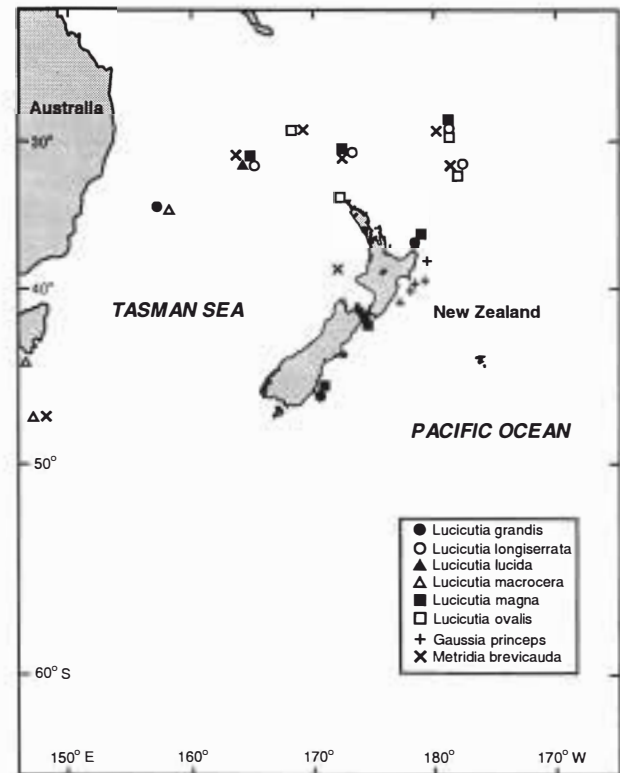 Australia
30°
40°
TASMAN SEA
New Zealand
PACIFIC OCEAN
50°
Lucicutia grandis
Lucicutia longiserrata
Lucicutia lucida
Lucicutia macrocera
Lucicutia magna
Lucicutia ovalis
Gaussia princeps
Metridia brevicauda
60° S
150° E 160° 170° 180° 170° W